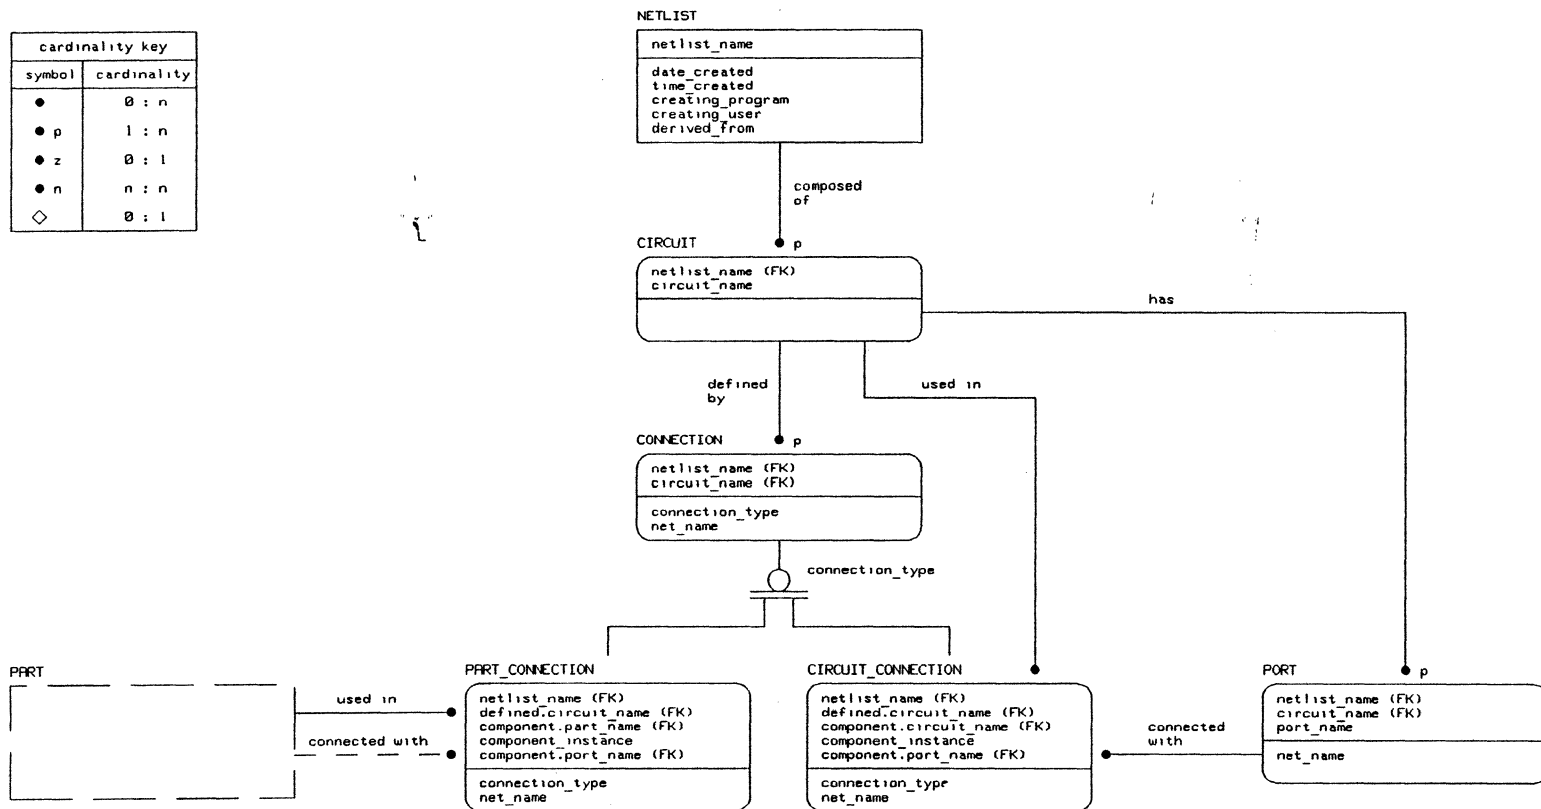 NETLIST
cardinality key
symbol cardinality
0 : n
p 1 : n
z 0 : 1
n n : n
0 : 1
netlist_name
date_created
time_created
creating_program
creating_user
derived_from
composed
of
CIRCUIT
p
netlist_name (FK)
circuit_name
has
defined
by
used in
CONNECTION
p
netlist_name (FK)
circuit_name (FK)
connection_type
net_name
connection_type
PART
used in
connected with
PART_CONNECTION
netlist_name (FK)
defined.circuit_name (FK)
component.part_name (FK)
component_instance
component.port_name (FK)
connection_type
net_name
CIRCUIT_CONNECTION
netlist_name (FK)
defined.circuit_name (FK)
component.circuit_name (FK)
component_instance
component.port_name (FK)
connection_type
net_name
connected
with
PORT
p
netlist_name (FK)
circuit_name (FK)
port_name
net_name